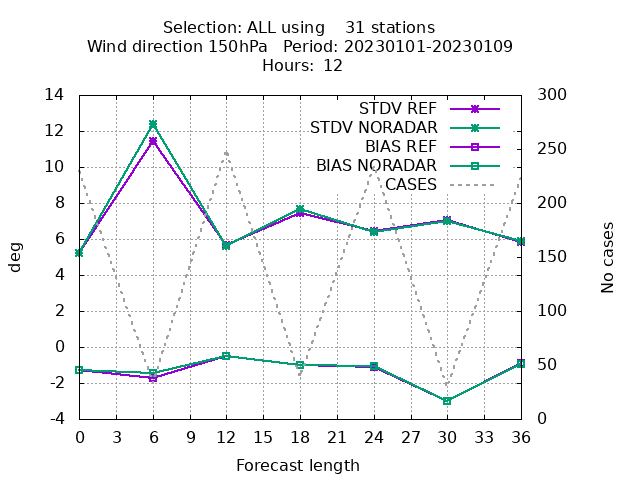 Selection: ALL using    31 stations
Wind direction 150hPa   Period: 20230101-20230109
Hours:  12
14
12
10
8
6
4
2
0
-2
-4
deg
STDV REF
STDV NORADAR
BIAS REF
BIAS NORADAR
CASES
300
250
200
150
100
50
0
No cases
0 3 6 9 12 15 18 21 24 27 30 33 36
Forecast length